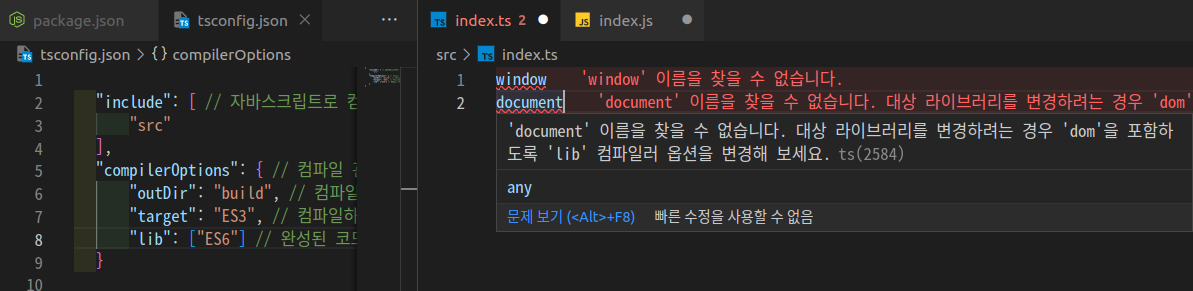 package.json
tsconfig.json
tsconfig.json > {} compilerOptions
1
2 "include": [ // 자바스크립트로 컴
3 "src"
4 ],
5 "compilerOptions": { // 컴파일
6 "outDir": "build", // 컴파일
7 "target": "ES3", // 컴파일하
8 "lib": ["ES6"] // 완성된 코드
9 }
10
TS index.ts 2
JS index.js
src > TS index.ts
1 window 'window' 이름을 찾을 수 없습니다.
2 document 'document' 이름을 찾을 수 없습니다. 대상 라이브러리를 변경하려는 경우 'dom'
'document' 이름을 찾을 수 없습니다. 대상 라이브러리를 변경하려는 경우 'dom'을 포함하
도록 'lib' 컴파일러 옵션을 변경해 보세요. ts(2584)
any
문제 보기 (<Alt>+F8) 빠른 수정을 사용할 수 없음